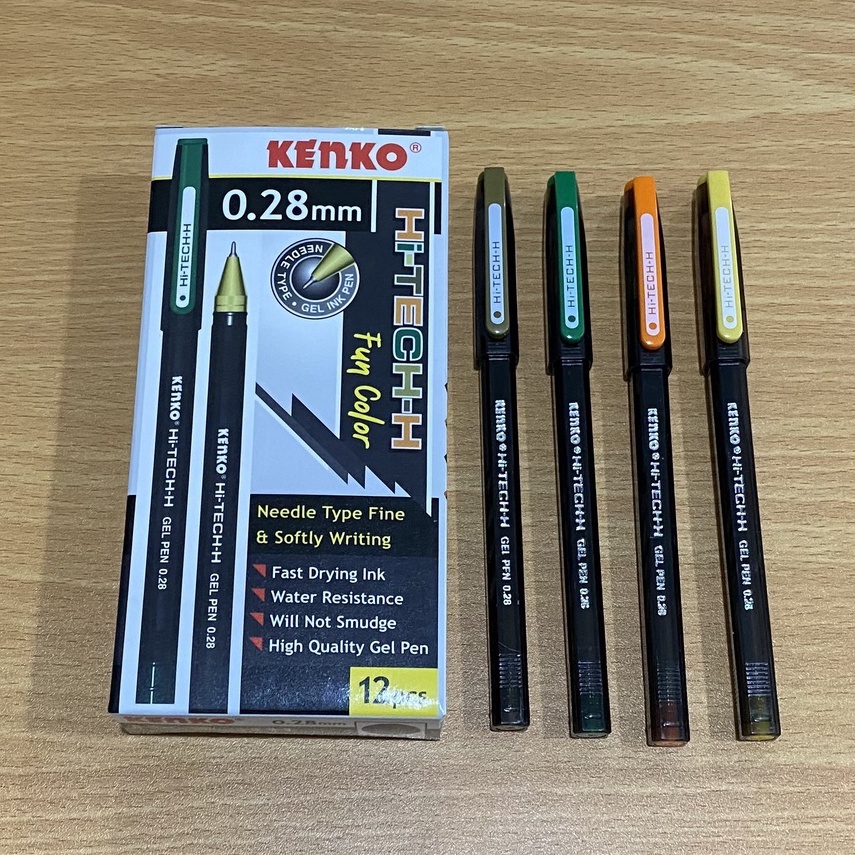 KENKO®
0.28mm
Hi-TECH-H
Fun Color
NEEDLE TYPE • GEL INK PEN •
Hi-TECH-H
KENKO® Hi-TECH-H GEL PEN 0.28
KENKO® Hi-TECH-H GEL PEN 0.28
Needle Type Fine
& Softly Writing
Fast Drying Ink
Water Resistance
Will Not Smudge
High Quality Gel Pen
12pcs
KENKO® 0.28mm
Hi-TECH-H
KENKO® Hi-TECH-H GEL PEN 0.28
Hi-TECH-H
KENKO® Hi-TECH-H GEL PEN 0.28
Hi-TECH-H
KENKO® Hi-TECH-H GEL PEN 0.28
Hi-TECH-H
KENKO® Hi-TECH-H GEL PEN 0.28